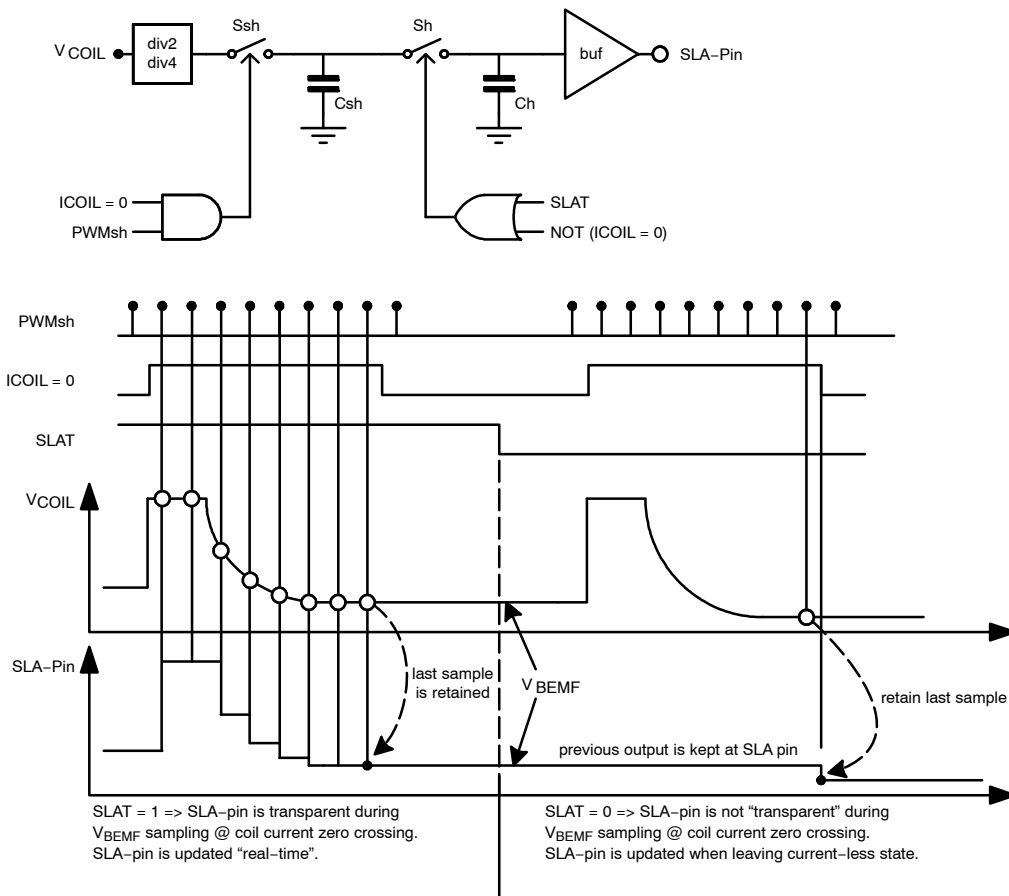 Ssh
Sh
V COIL
div2
div4
buf
SLA−Pin
Csh
Ch
ICOIL = 0
PWMsh
SLAT
NOT (ICOIL = 0)
PWMsh
ICOIL = 0
SLAT
VCOIL
SLA−Pin
last sample
is retained
V BEMF
retain last sample
previous output is kept at SLA pin
SLAT = 1 => SLA−pin is transparent during
VBEMF sampling @ coil current zero crossing.
SLA−pin is updated “real−time”.
SLAT = 0 => SLA−pin is not “transparent” during
VBEMF sampling @ coil current zero crossing.
SLA−pin is updated when leaving current−less state.